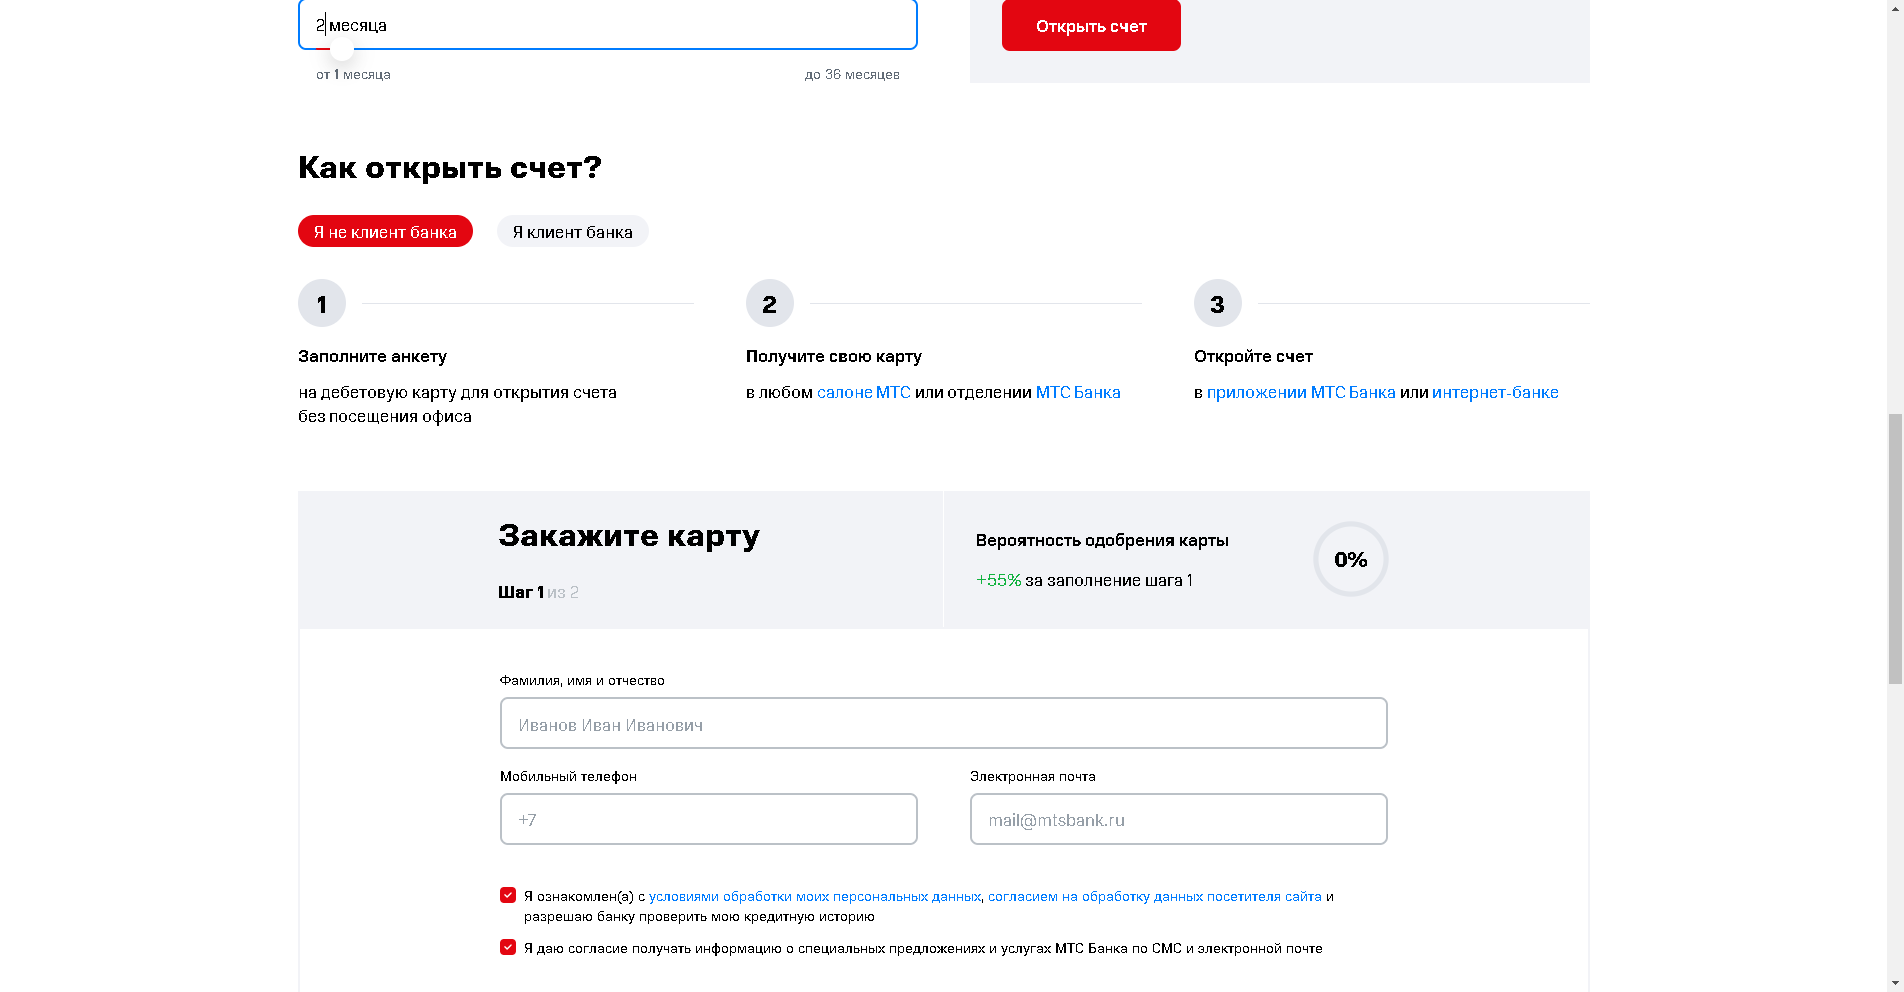 2 месяца
от 1 месяца
до 36 месяцев
Открыть счет
Как открыть счет?
Я не клиент банка
Я клиент банка
1
Заполните анкету
на дебетовую карту для открытия счета
без посещения офиса
2
Получите свою карту
в любом салоне МТС или отделении МТС Банка
3
Откройте счет
в приложении МТС Банка или интернет-банке
Закажите карту
Шаг 1 из 2
Вероятность одобрения карты
+55% за заполнение шага 1
0%
Фамилия, имя и отчество
Иванов Иван Иванович
Мобильный телефон
+7
Электронная почта
mail@mtsbank.ru
Я ознакомлен(а) с условиями обработки моих персональных данных, согласием на обработку данных посетителя сайта и
разрешаю банку проверить мою кредитную историю
Я даю согласие получать информацию о специальных предложениях и услугах МТС Банка по СМС и электронной почте